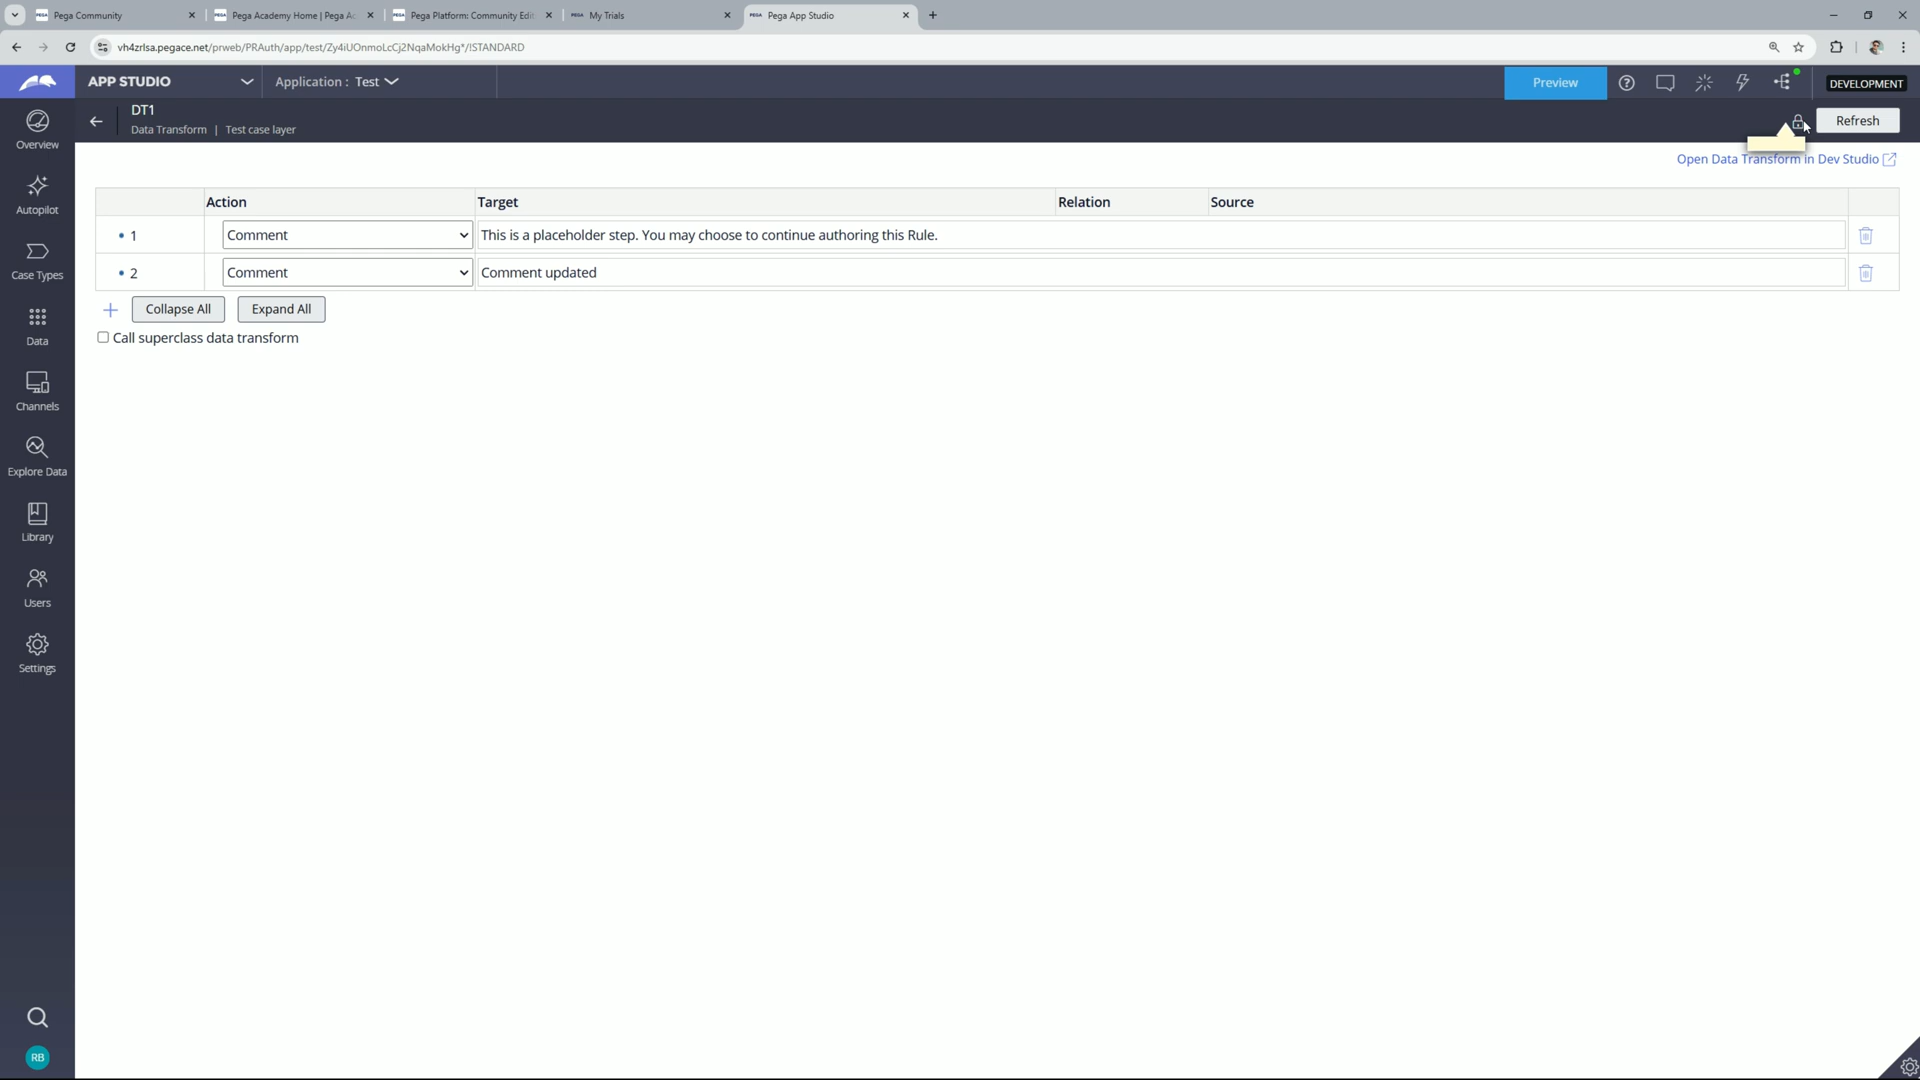 Pega Community
Pega Academy Home | Pega Ac
Pega Platform: Community Edit
My Trials
Pega App Studio
vh4zrlsa.pegace.net/prweb/PRAuth/app/test/Zy4iUOnmoLcCj2NqaMokHg*/!STANDARD
APP STUDIO
Application : Test
Preview
DEVELOPMENT
DT1
Data Transform | Test case layer
Refresh
Open Data Transform in Dev Studio
Overview
Autopilot
Case Types
Data
Channels
Explore Data
Library
Users
Settings
RB
Action Target Relation Source
1 Comment This is a placeholder step. You may choose to continue authoring this Rule.
2 Comment Comment updated
Collapse All Expand All
Call superclass data transform